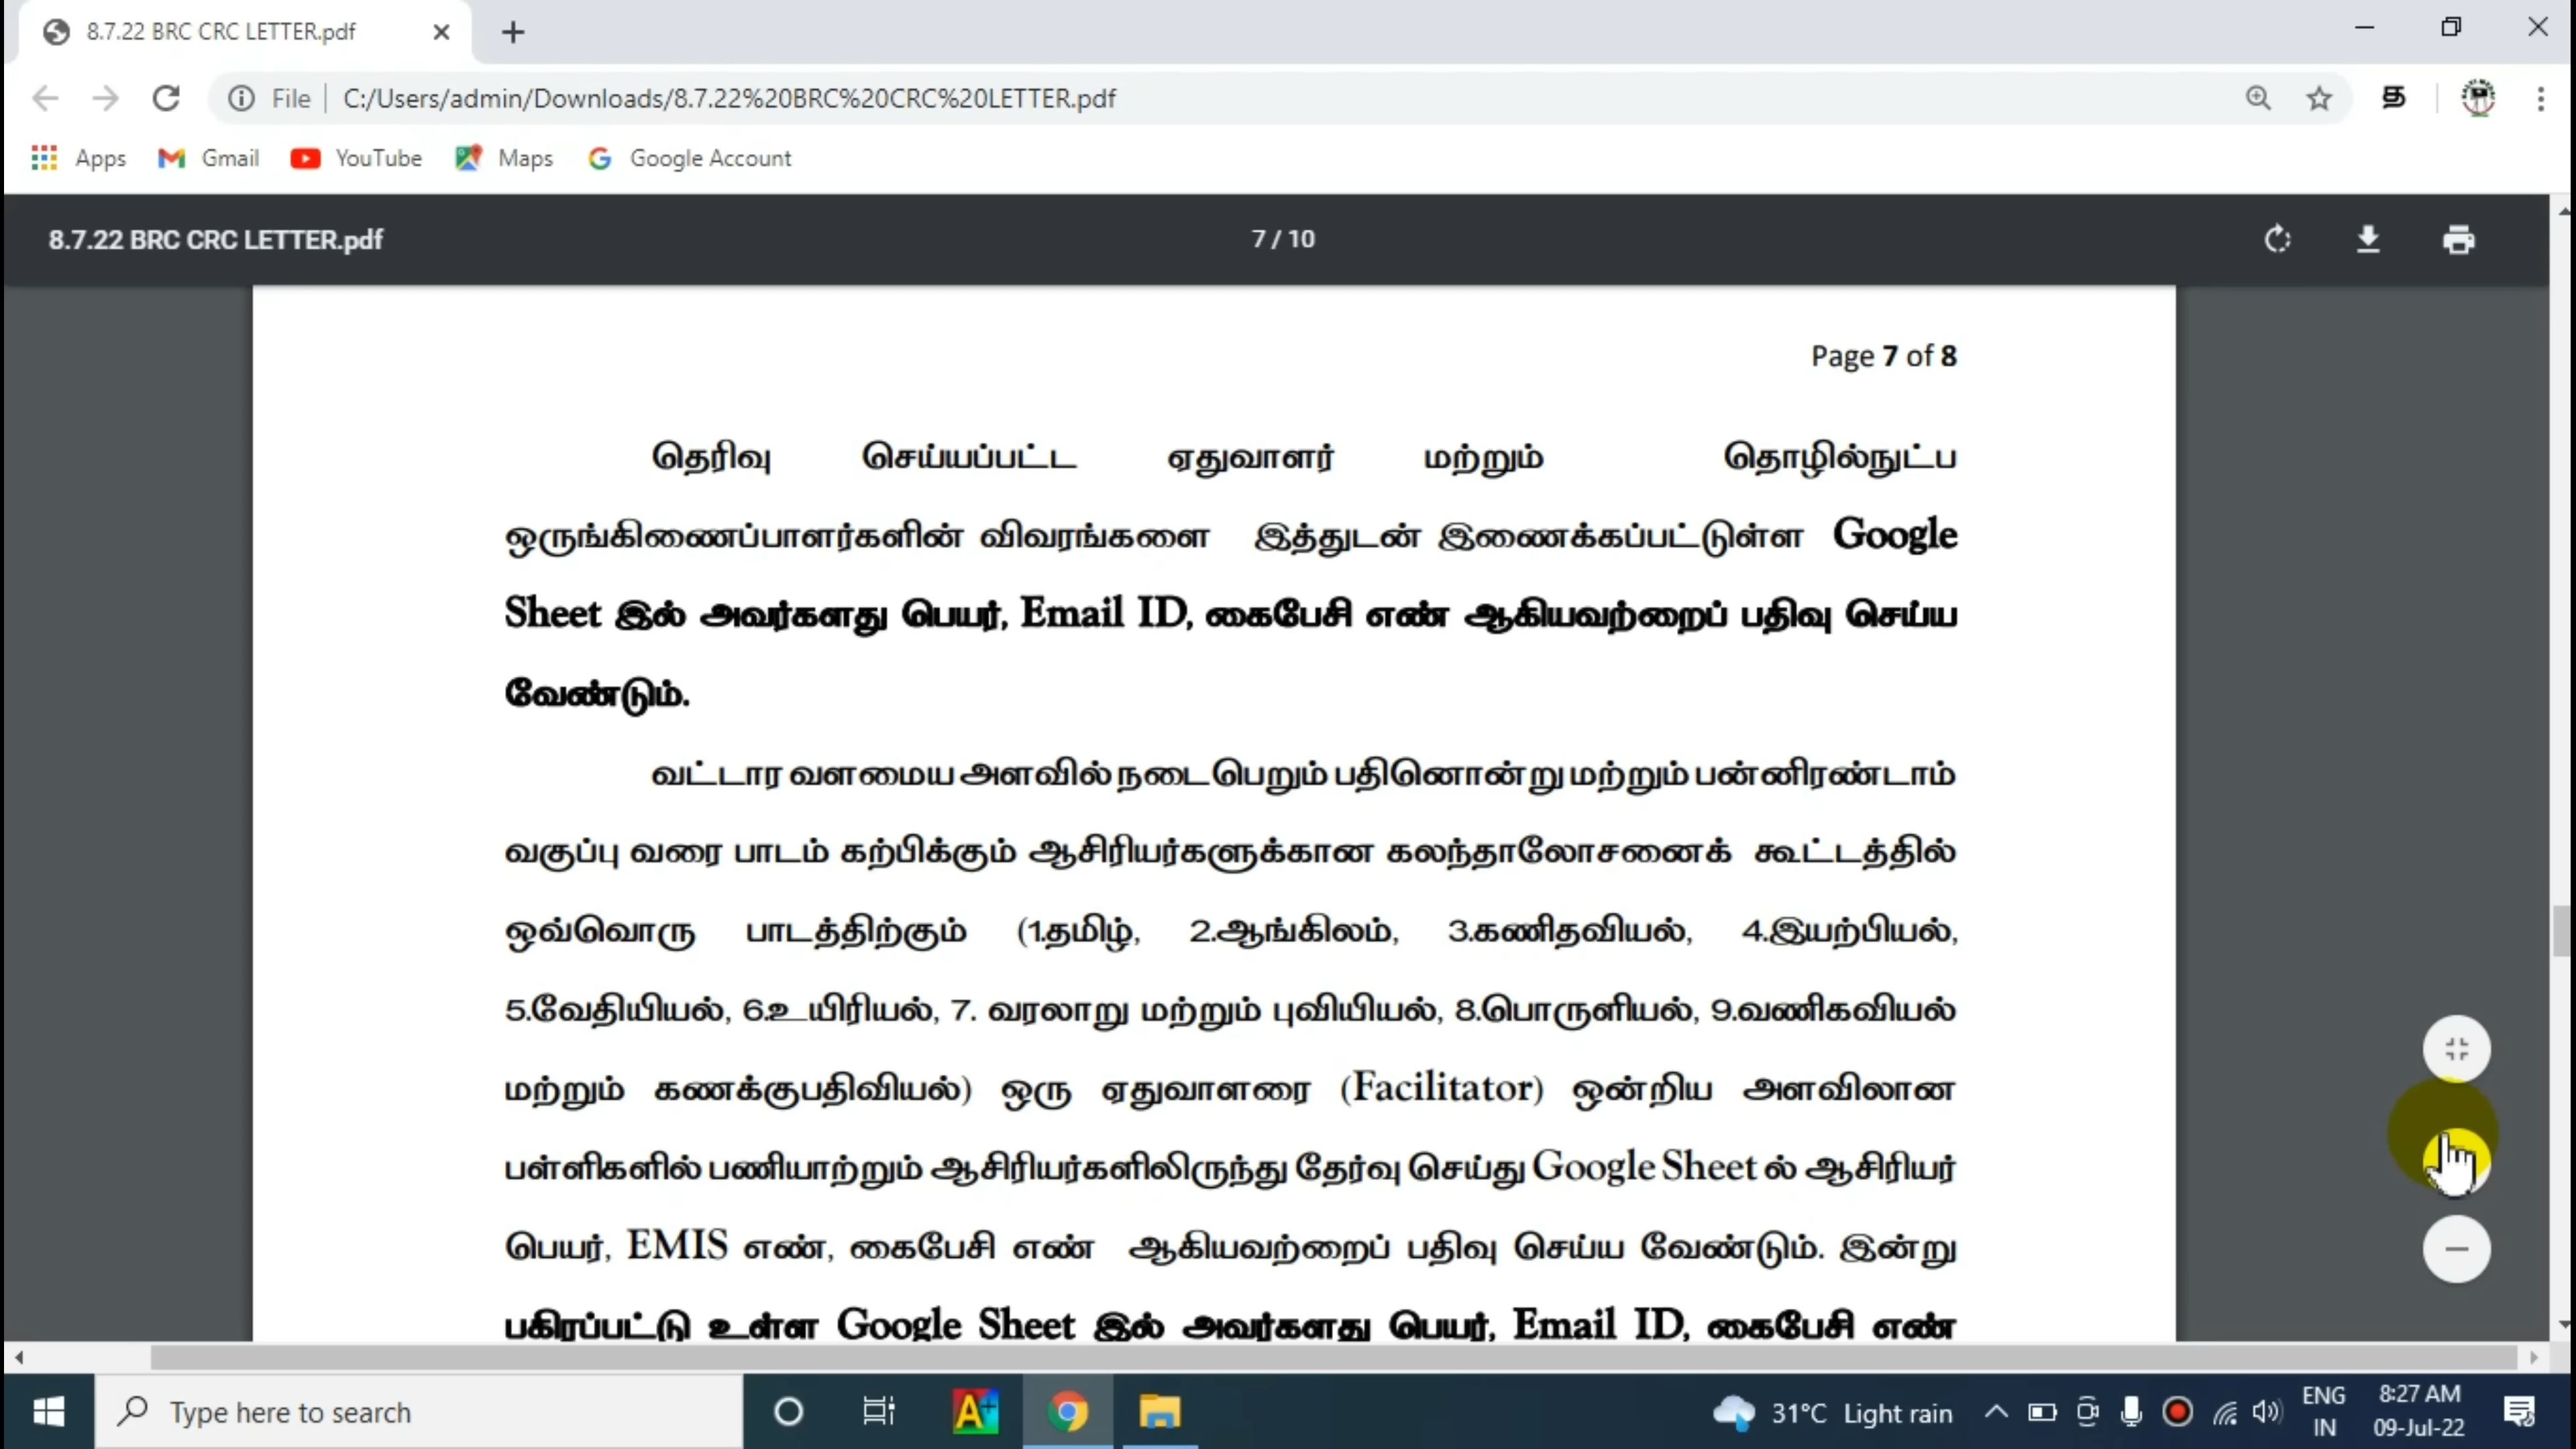 8.7.22 BRC CRC LETTER.pdf
File | C:/Users/admin/Downloads/8.7.22%20BRC%20CRC%20LETTER.pdf
த
Apps Gmail YouTube Maps Google Account
8.7.22 BRC CRC LETTER.pdf 7 / 10
Page 7 of 8
தெரிவு செய்யப்பட்ட ஏதுவாளர் மற்றும் தொழில்நுட்ப
ஒருங்கிணைப்பாளர்களின் விவரங்களை இத்துடன் இணைக்கப்பட்டுள்ள Google
Sheet இல் அவர்களது பெயர், Email ID, கைபேசி எண் ஆகியவற்றைப் பதிவு செய்ய
வேண்டும்.
வட்டார வளமைய அளவில் நடைபெறும் பதினொன்று மற்றும் பன்னிரண்டாம்
வகுப்பு வரை பாடம் கற்பிக்கும் ஆசிரியர்களுக்கான கலந்தாலோசனைக் கூட்டத்தில்
ஒவ்வொரு பாடத்திற்கும் (1.தமிழ், 2.ஆங்கிலம், 3.கணிதவியல், 4.இயற்பியல்,
5.வேதியியல், 6.உயிரியல், 7. வரலாறு மற்றும் புவியியல், 8.பொருளியல், 9.வணிகவியல்
மற்றும் கணக்குபதிவியல்) ஒரு ஏதுவாளரை (Facilitator) ஒன்றிய அளவிலான
பள்ளிகளில் பணியாற்றும் ஆசிரியர்களிலிருந்து தேர்வு செய்து Google Sheet ல் ஆசிரியர்
பெயர், EMIS எண், கைபேசி எண் ஆகியவற்றைப் பதிவு செய்ய வேண்டும். இன்று
பகிரப்பட்டு உள்ள Google Sheet இல் அவர்களது பெயர், Email ID, கைபேசி எண்
Type here to search
31°C Light rain
ENG 8:27 AM
IN 09-Jul-22